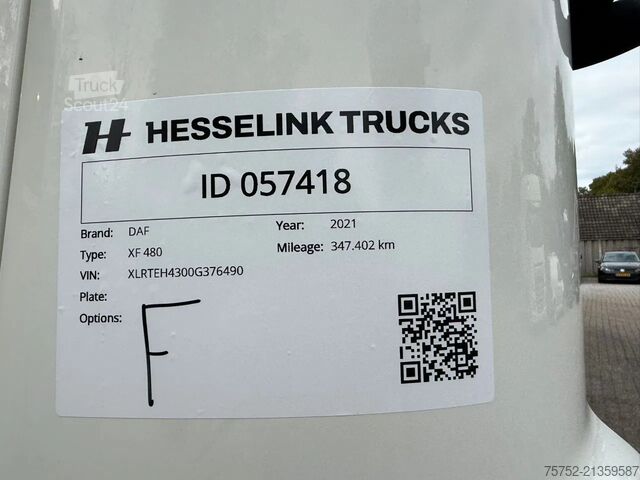 Truck
Scout24
HESSELINK TRUCKS
ID 057418
Brand: DAF Year: 2021
Type: XF 480 Mileage: 347.402 km
VIN: XLRTEH4300G376490
Plate:
Options: F
75752-21359587